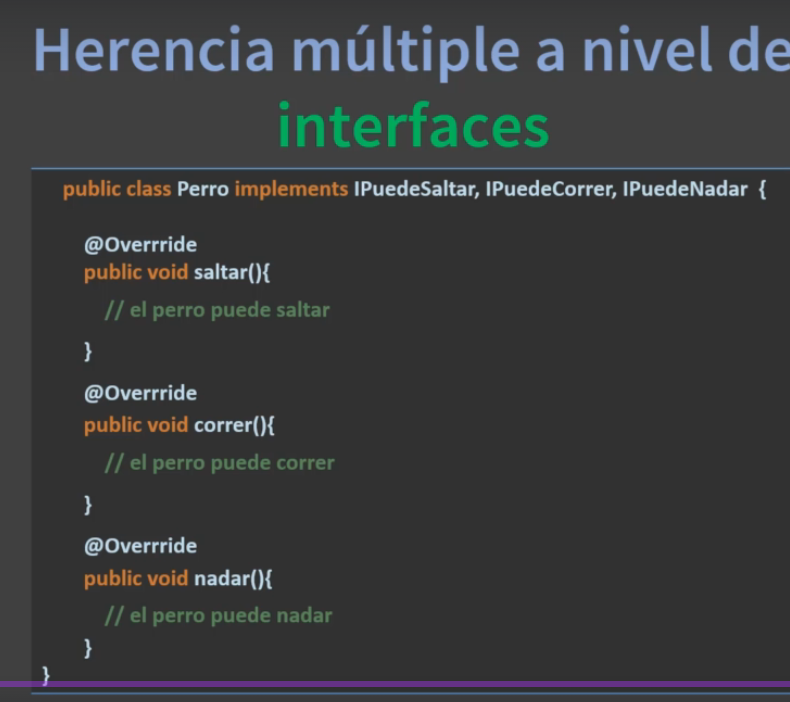 Herencia múltiple a nivel de
interfaces
public class Perro implements IPuedeSaltar, IPuedeCorrer, IPuedeNadar {
@Overrride
public void saltar(){
// el perro puede saltar
}
@Overrride
public void correr(){
// el perro puede correr
}
@Overrride
public void nadar(){
// el perro puede nadar
}
}